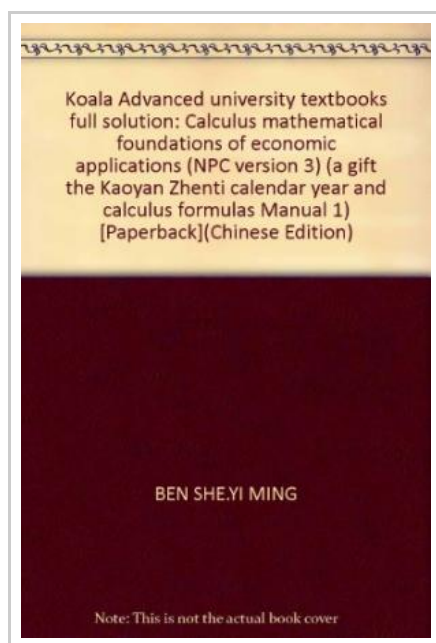 Koala Advanced university textbooks
full solution: Calculus mathematical
foundations of economic
applications (NPC version 3) (a gift
the Kaoyan Zhenti calendar year and
calculus formulas Manual 1)
[Paperback](Chinese Edition)
BEN SHE.YI MING
Note: This is not the actual book cover